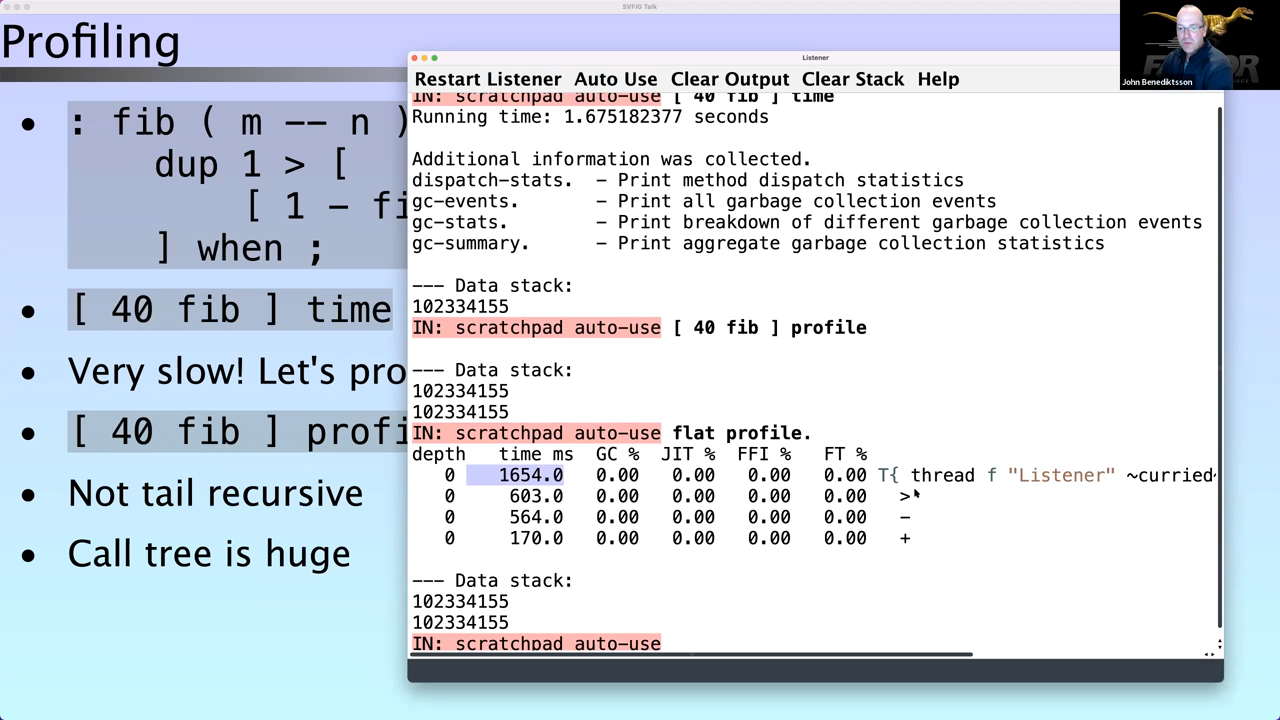 SVFIG Talk
Profiling
: fib ( m -- n )
dup 1 > [
[ 1 - fi
] when ;
[ 40 fib ] time
Very slow! Let's pro
[ 40 fib ] profi
Not tail recursive
Call tree is huge
Listener
Restart Listener Auto Use Clear Output Clear Stack Help
IN: scratchpad auto-use [ 40 fib ] time
Running time: 1.675182377 seconds
Additional information was collected.
dispatch-stats. - Print method dispatch statistics
gc-events. - Print all garbage collection events
gc-stats. - Print breakdown of different garbage collection events
gc-summary. - Print aggregate garbage collection statistics
--- Data stack:
102334155
IN: scratchpad auto-use [ 40 fib ] profile
--- Data stack:
102334155
102334155
IN: scratchpad auto-use flat profile.
depth time ms GC % JIT % FFI % FT %
0 1654.0 0.00 0.00 0.00 0.00 T{ thread f "Listener" ~curried~
0 603.0 0.00 0.00 0.00 0.00 >
0 564.0 0.00 0.00 0.00 0.00 -
0 170.0 0.00 0.00 0.00 0.00 +
--- Data stack:
102334155
102334155
IN: scratchpad auto-use
John Benediktsson